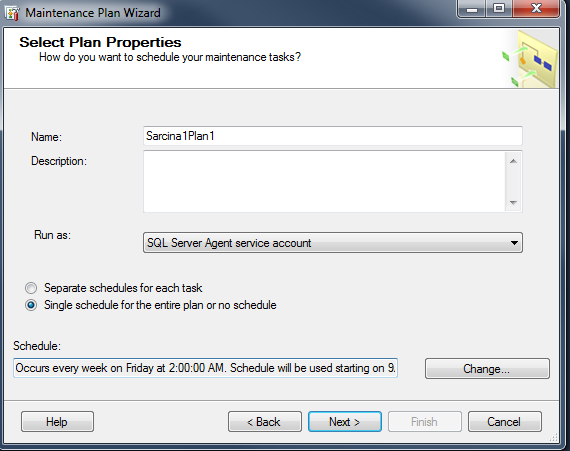 Maintenance Plan Wizard
Select Plan Properties
How do you want to schedule your maintenance tasks?
Name:
Sarcina1Plan1
Description:
Run as:
SQL Server Agent service account
Separate schedules for each task
Single schedule for the entire plan or no schedule
Schedule:
Occurs every week on Friday at 2:00:00 AM. Schedule will be used starting on 9.
Change...
Help
< Back
Next >
Finish
Cancel